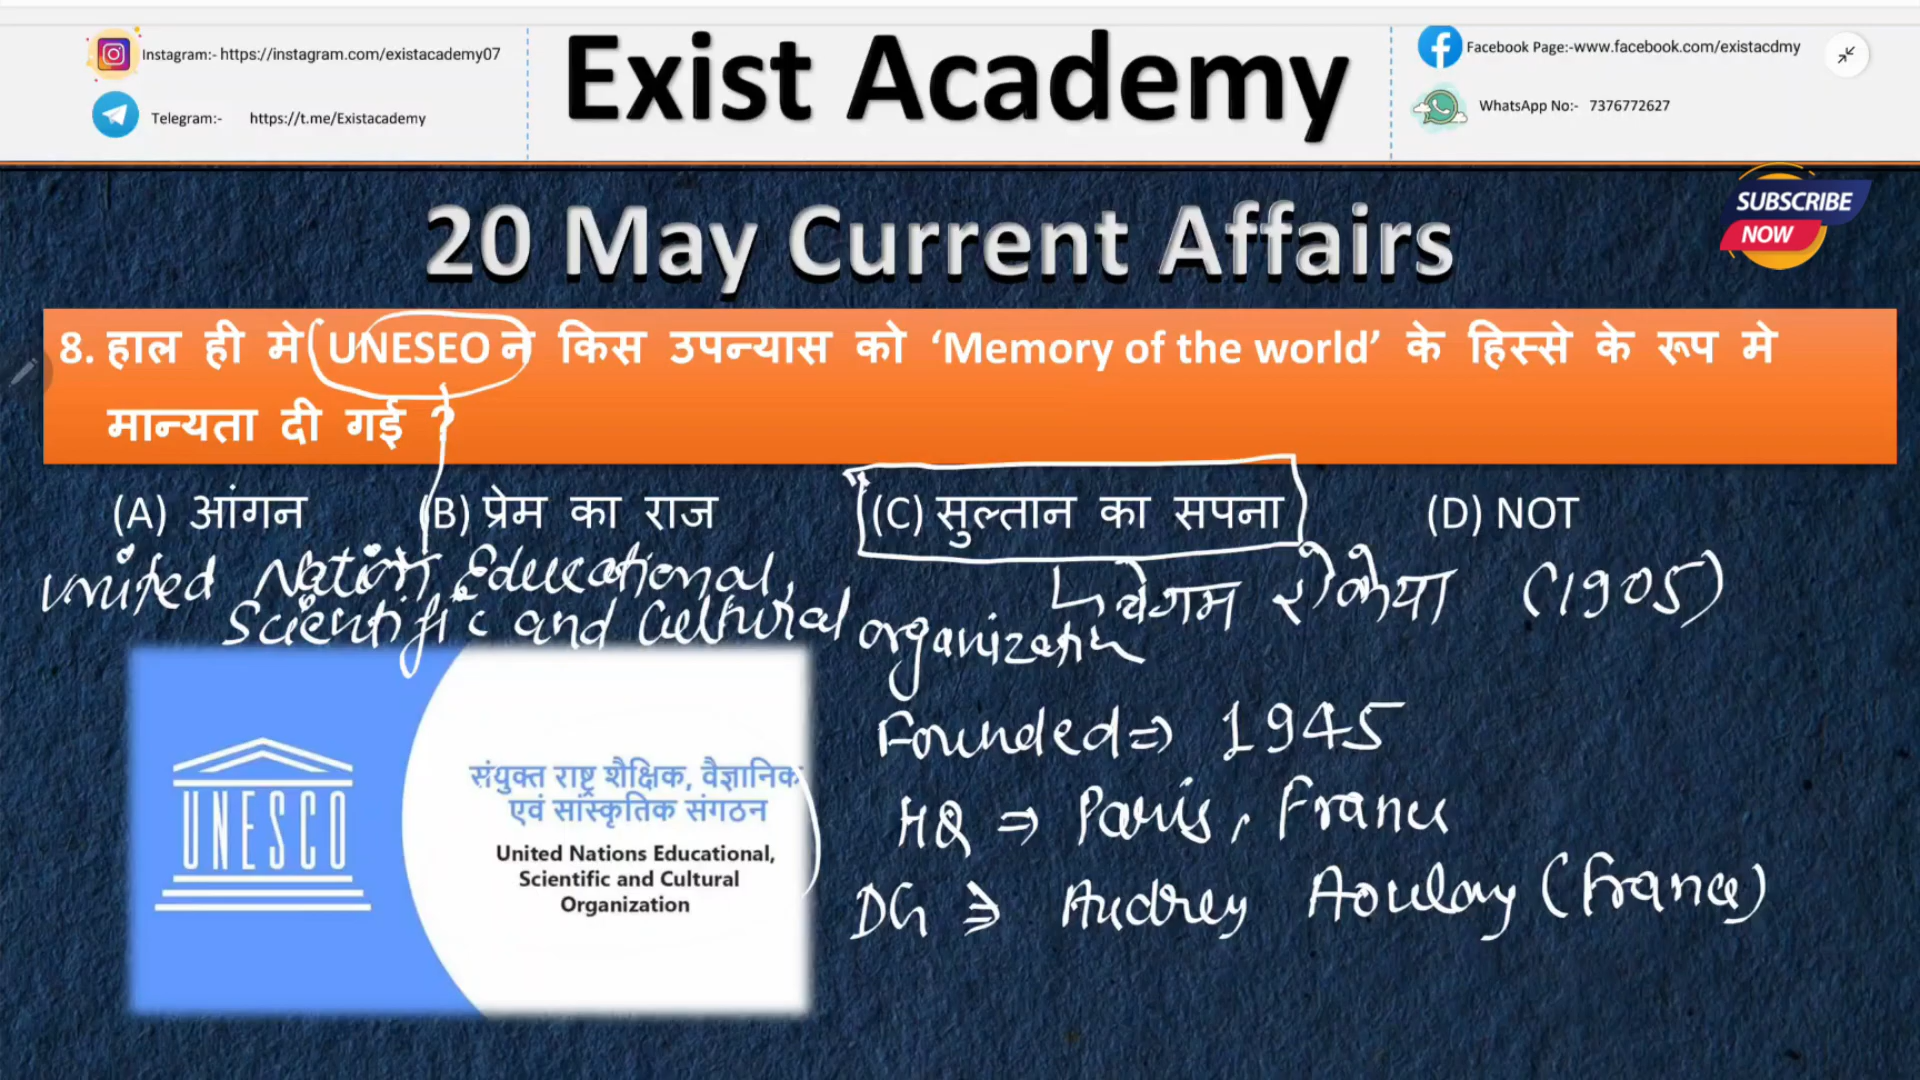 Instagram:- https://instagram.com/existacademy07
Telegram:- https://t.me/Existacademy
Exist Academy
Facebook Page:-www.facebook.com/existacdmy
WhatsApp No:- 7376772627
SUBSCRIBE
NOW
20 May Current Affairs
8. हाल ही मे UNESEO ने किस उपन्यास को ‘Memory of the world’ के हिस्से के रूप मे
मान्यता दी गई ?
(A) आंगन (B) प्रेम का राज (C) सुल्तान का सपना (D) NOT
United Nation Educational,
Scientific and Cultural organization
बेगम रोकेया (1905)
Founded ⇒ 1945
HQ ⇒ Paris, France
DG ⇒ Audrey Aoulay (France)
UNESCO
संयुक्त राष्ट्र शैक्षिक, वैज्ञानिक
एवं सांस्कृतिक संगठन
United Nations Educational,
Scientific and Cultural
Organization